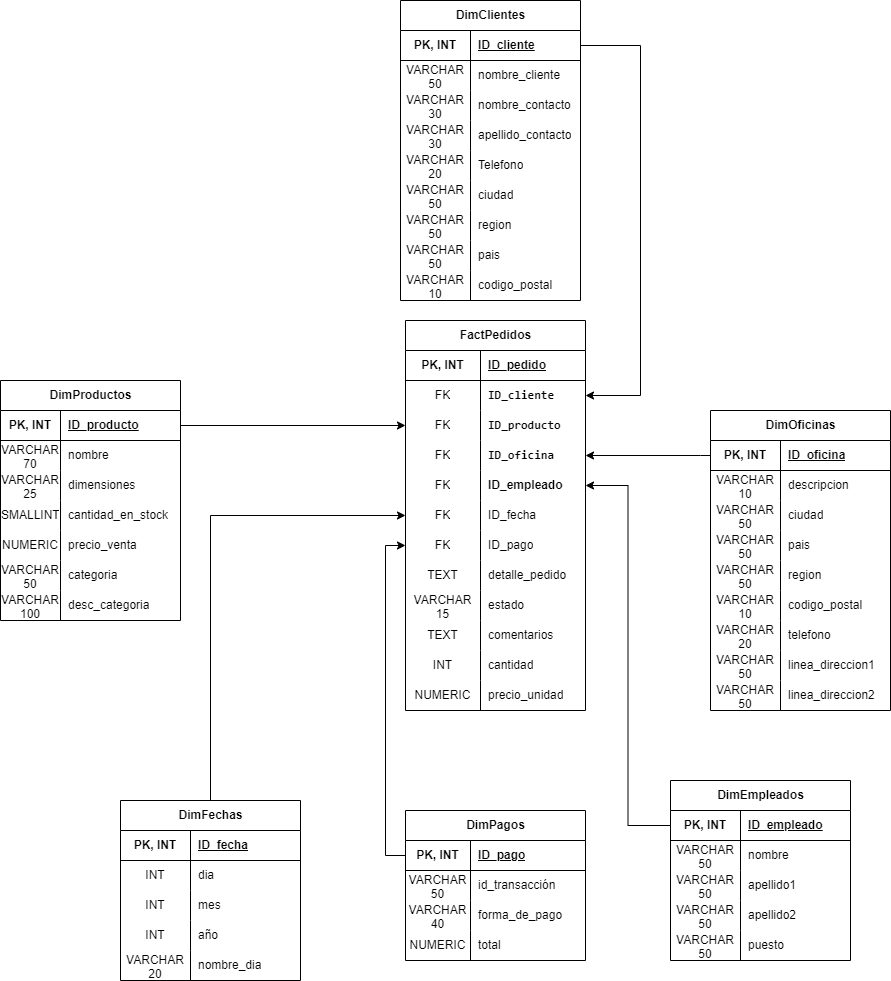 DimClientes
PK, INT ID_cliente
VARCHAR
50 nombre_cliente
VARCHAR
30 nombre_contacto
VARCHAR
30 apellido_contacto
VARCHAR
20 Telefono
VARCHAR
50 ciudad
VARCHAR
50 region
VARCHAR
50 pais
VARCHAR
10 codigo_postal
FactPedidos
PK, INT ID_pedido
FK ID_cliente
FK ID_producto
FK ID_oficina
FK ID_empleado
FK ID_fecha
FK ID_pago
TEXT detalle_pedido
VARCHAR
15 estado
TEXT comentarios
INT cantidad
NUMERIC precio_unidad
DimProductos
PK, INT ID_producto
VARCHAR
70 nombre
VARCHAR
25 dimensiones
SMALLINT cantidad_en_stock
NUMERIC precio_venta
VARCHAR
50 categoria
VARCHAR
100 desc_categoria
DimOficinas
PK, INT ID_oficina
VARCHAR
10 descripcion
VARCHAR
50 ciudad
VARCHAR
50 pais
VARCHAR
50 region
VARCHAR
10 codigo_postal
VARCHAR
20 telefono
VARCHAR
50 linea_direccion1
VARCHAR
50 linea_direccion2
DimFechas
PK, INT ID_fecha
INT dia
INT mes
INT año
VARCHAR
20 nombre_dia
DimPagos
PK, INT ID_pago
VARCHAR
50 id_transacción
VARCHAR
40 forma_de_pago
NUMERIC total
DimEmpleados
PK, INT ID_empleado
VARCHAR
50 nombre
VARCHAR
50 apellido1
VARCHAR
50 apellido2
VARCHAR
50 puesto